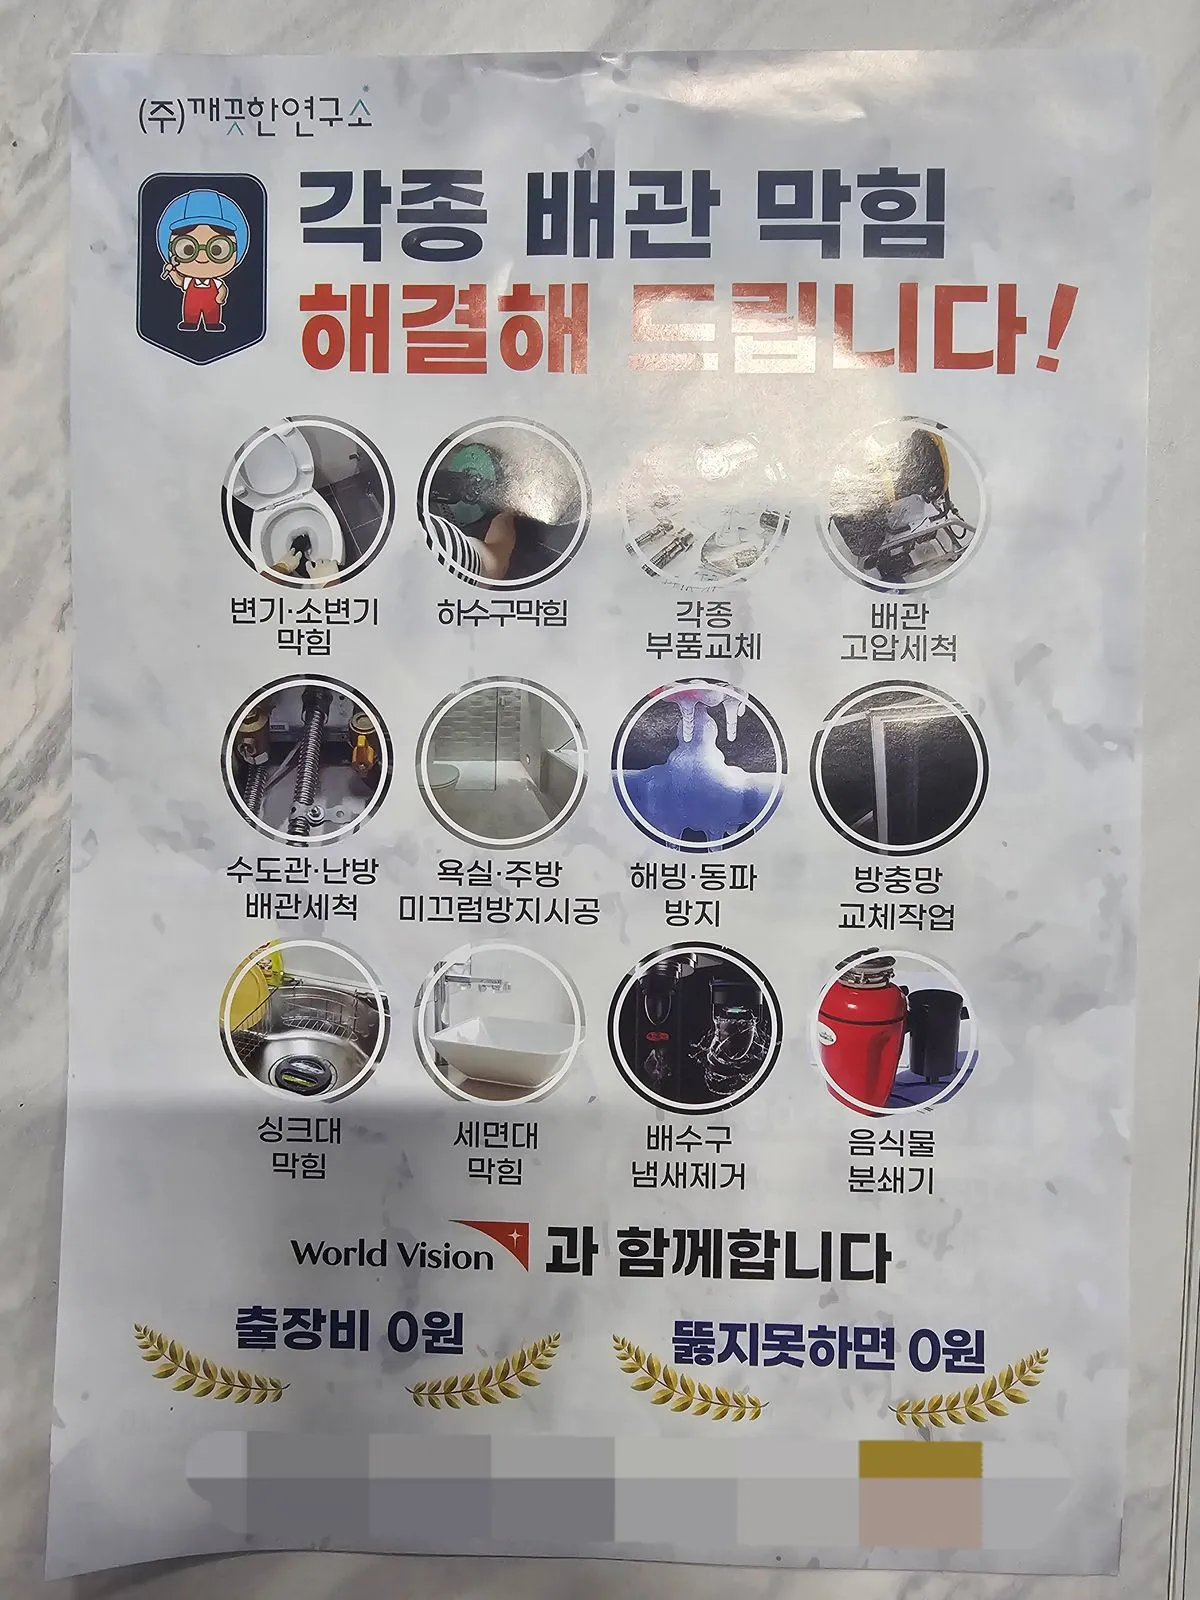 (주)깨끗한연구소
각종 배관 막힘
해결해 드립니다!
변기·소변기
막힘
하수구막힘
각종
부품교체
배관
고압세척
수도관·난방
배관세척
욕실·주방
미끄럼방지시공
해빙·동파
방지
방충망
교체작업
싱크대
막힘
세면대
막힘
배수구
냄새제거
음식물
분쇄기
World Vision 과 함께합니다
출장비 0원
뚫지못하면 0원